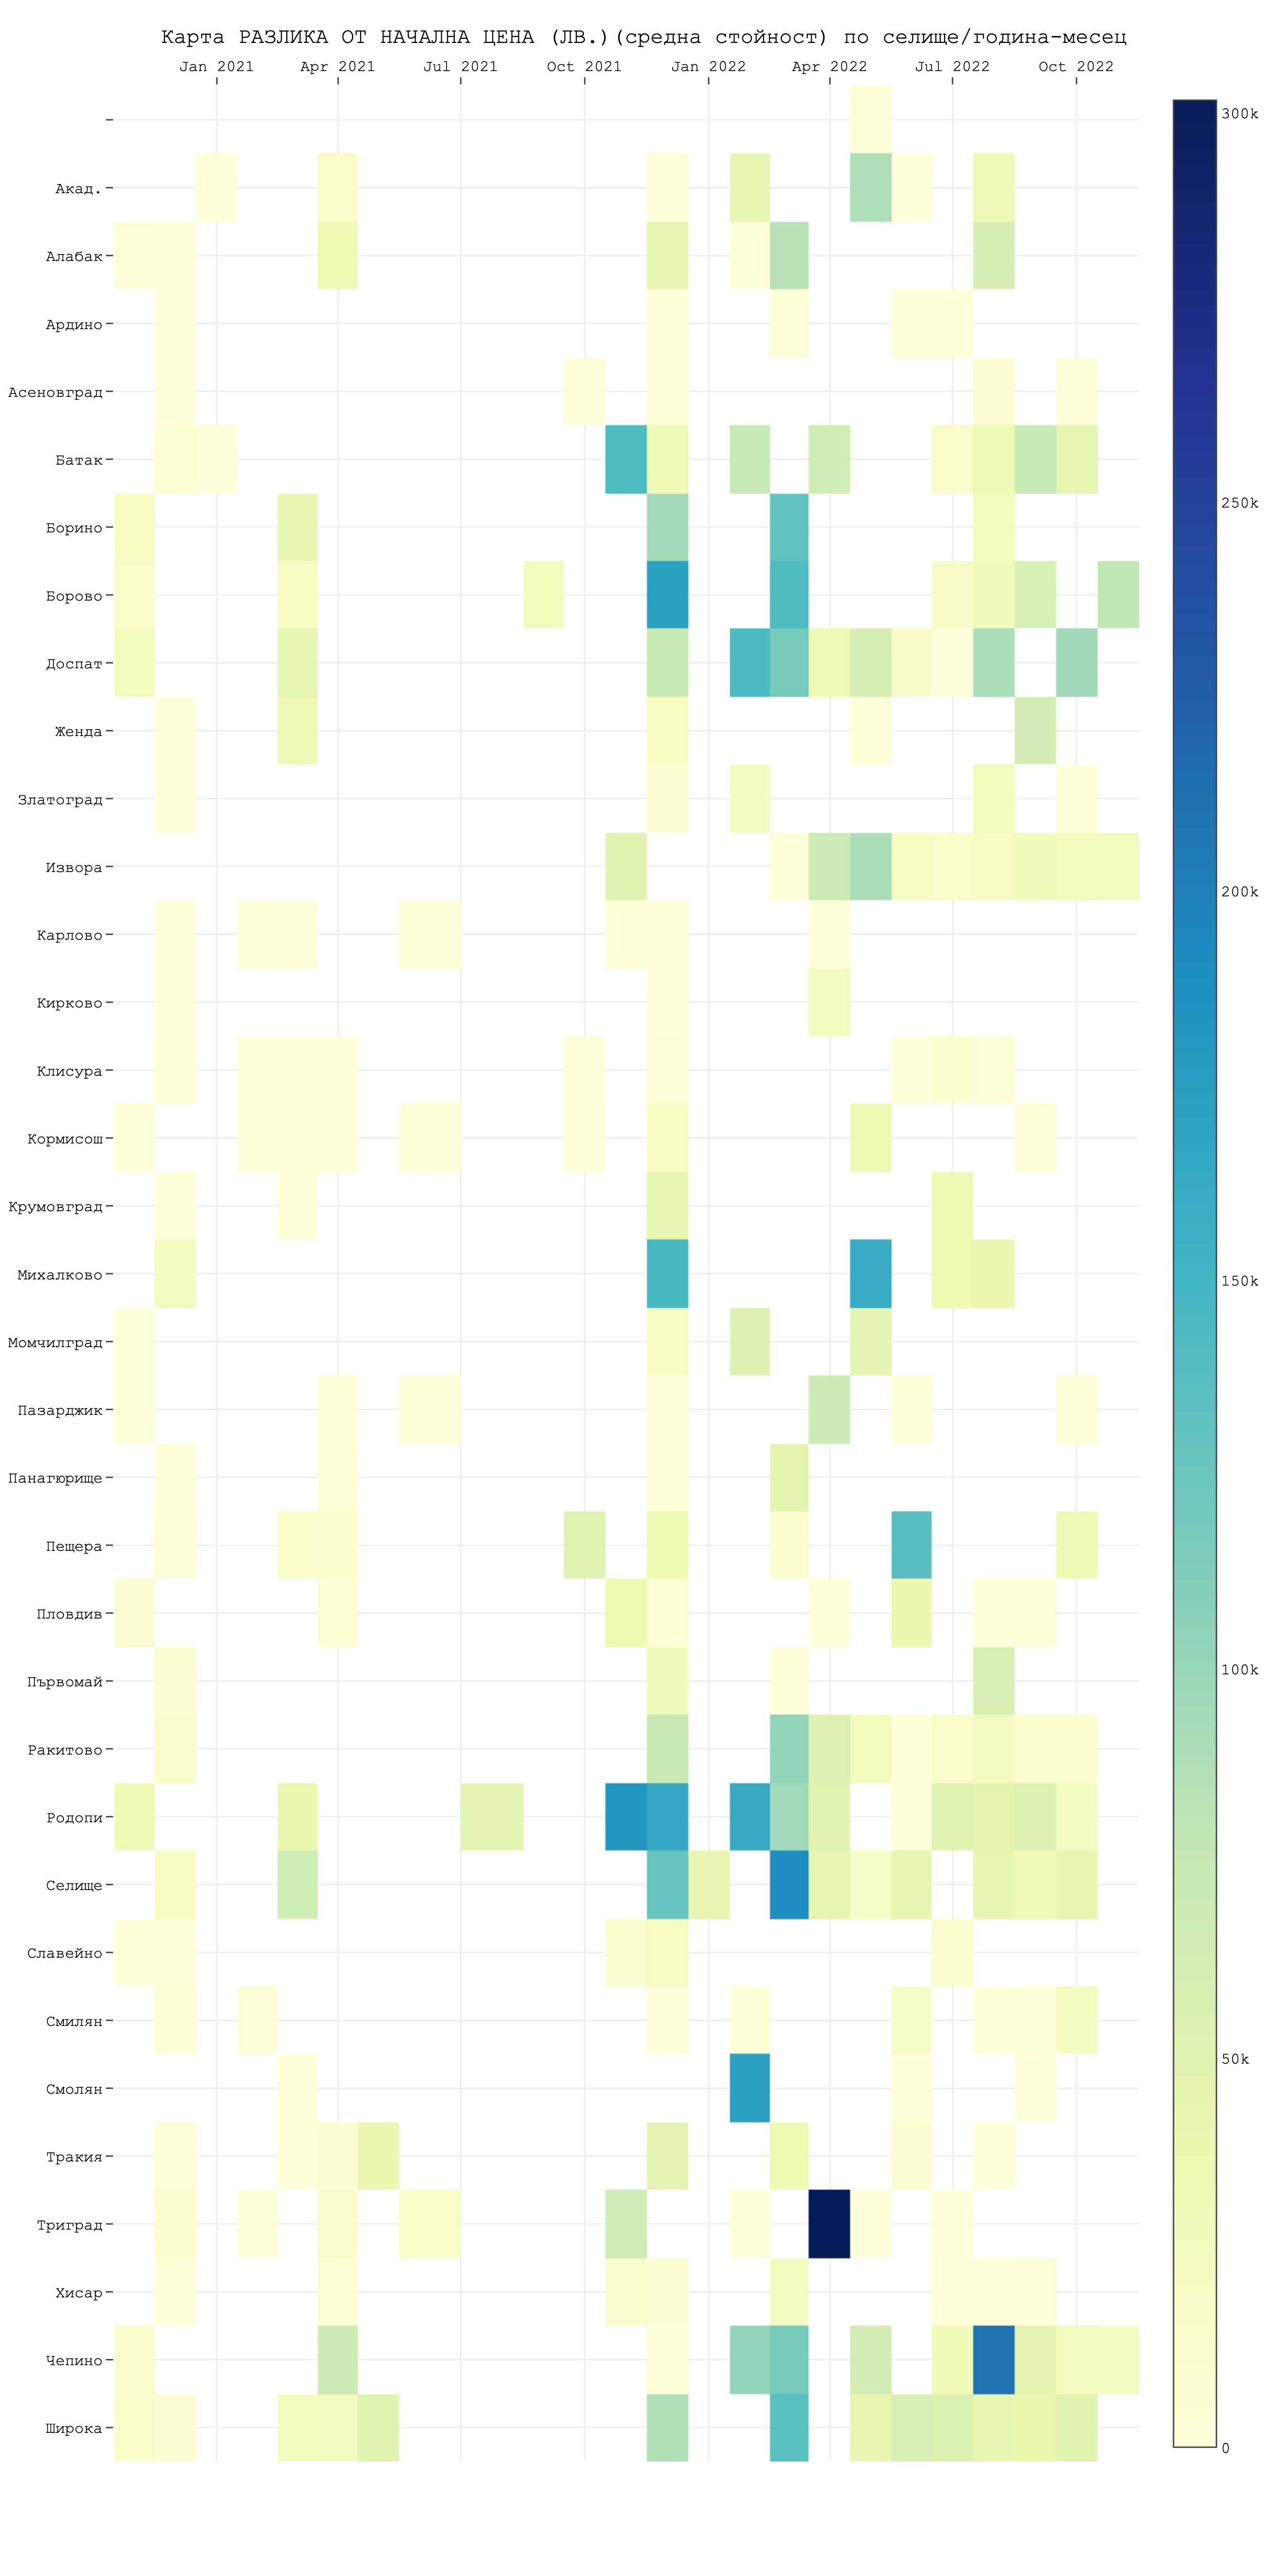 Карта РАЗЛИКА ОТ НАЧАЛНА ЦЕНА (ЛВ.)(средна стойност) по селище/година-месец
Jan 2021 Apr 2021 Jul 2021 Oct 2021 Jan 2022 Apr 2022 Jul 2022 Oct 2022
Акад.
Алабак
Ардино
Асеновград
Батак
Борино
Борово
Доспат
Женда
Златоград
Извора
Карлово
Кирково
Клисура
Кормисош
Крумовград
Михалково
Момчилград
Пазарджик
Панагюрище
Пещера
Пловдив
Първомай
Ракитово
Родопи
Селище
Славейно
Смилян
Смолян
Тракия
Триград
Хисар
Чепино
Широка
300k
250k
200k
150k
100k
50k
0